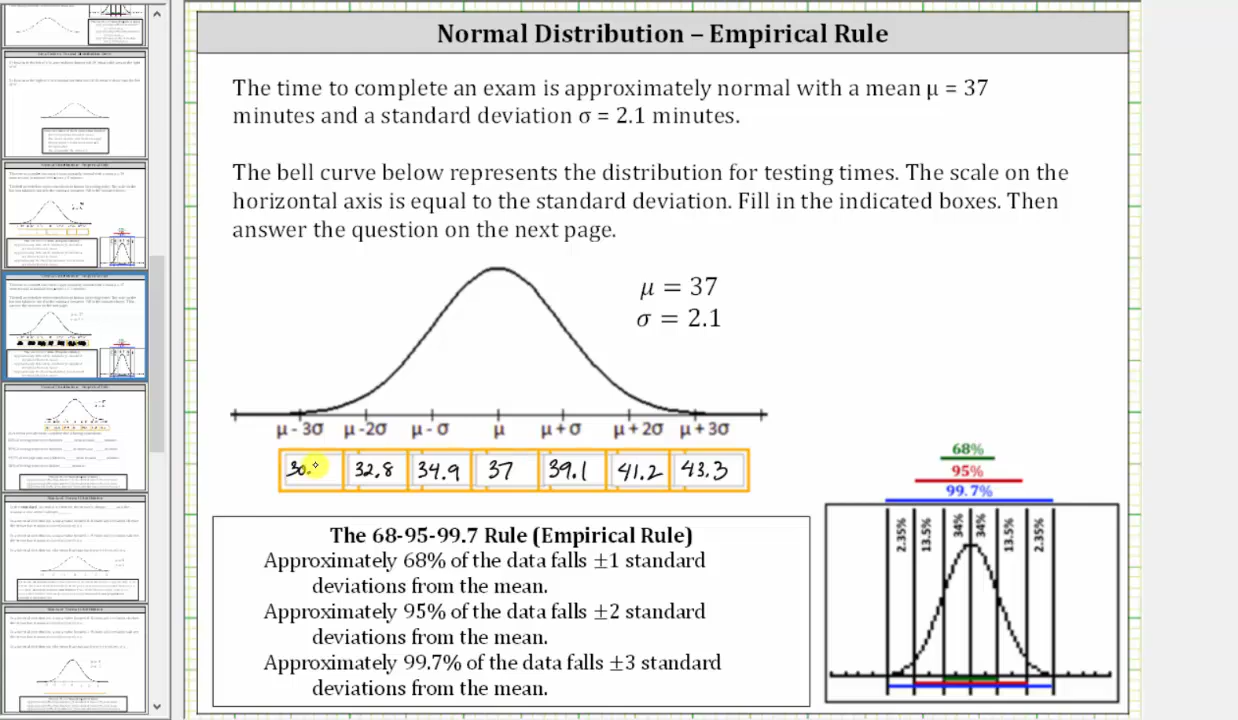 Normal Distribution – Empirical Rule
The time to complete an exam is approximately normal with a mean μ = 37
minutes and a standard deviation σ = 2.1 minutes.
The bell curve below represents the distribution for testing times. The scale on the
horizontal axis is equal to the standard deviation. Fill in the indicated boxes. Then
answer the question on the next page.
μ = 37
σ = 2.1
μ - 3σ μ -2σ μ - σ μ μ + σ μ + 2σ μ + 3σ
30. 32.8 34.9 37 39.1 41.2 43.3
68%
95%
99.7%
2.35% 13.5% 34% 34% 13.5% 2.35%
The 68-95-99.7 Rule (Empirical Rule)
Approximately 68% of the data falls ±1 standard
deviations from the mean.
Approximately 95% of the data falls ±2 standard
deviations from the mean.
Approximately 99.7% of the data falls ±3 standard
deviations from the mean.